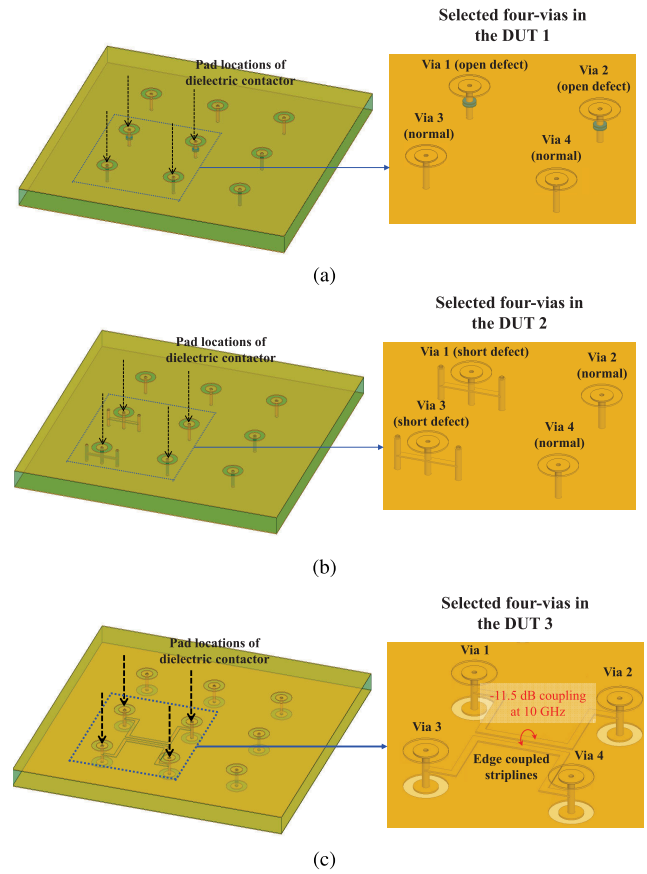 Selected four-vias in
the DUT 1
Pad locations of
dielectric contactor
Via 1 (open defect)
Via 2
(open defect)
Via 3
(normal)
Via 4
(normal)
(a)
Selected four-vias in
the DUT 2
Pad locations of
dielectric contactor
Via 1 (short defect)
Via 2
(normal)
Via 3
(short defect)
Via 4
(normal)
(b)
Selected four-vias in
the DUT 3
Pad locations of
dielectric contactor
Via 1
Via 2
-11.5 dB coupling
at 10 GHz
Via 3
Edge coupled
striplines
Via 4
(c)